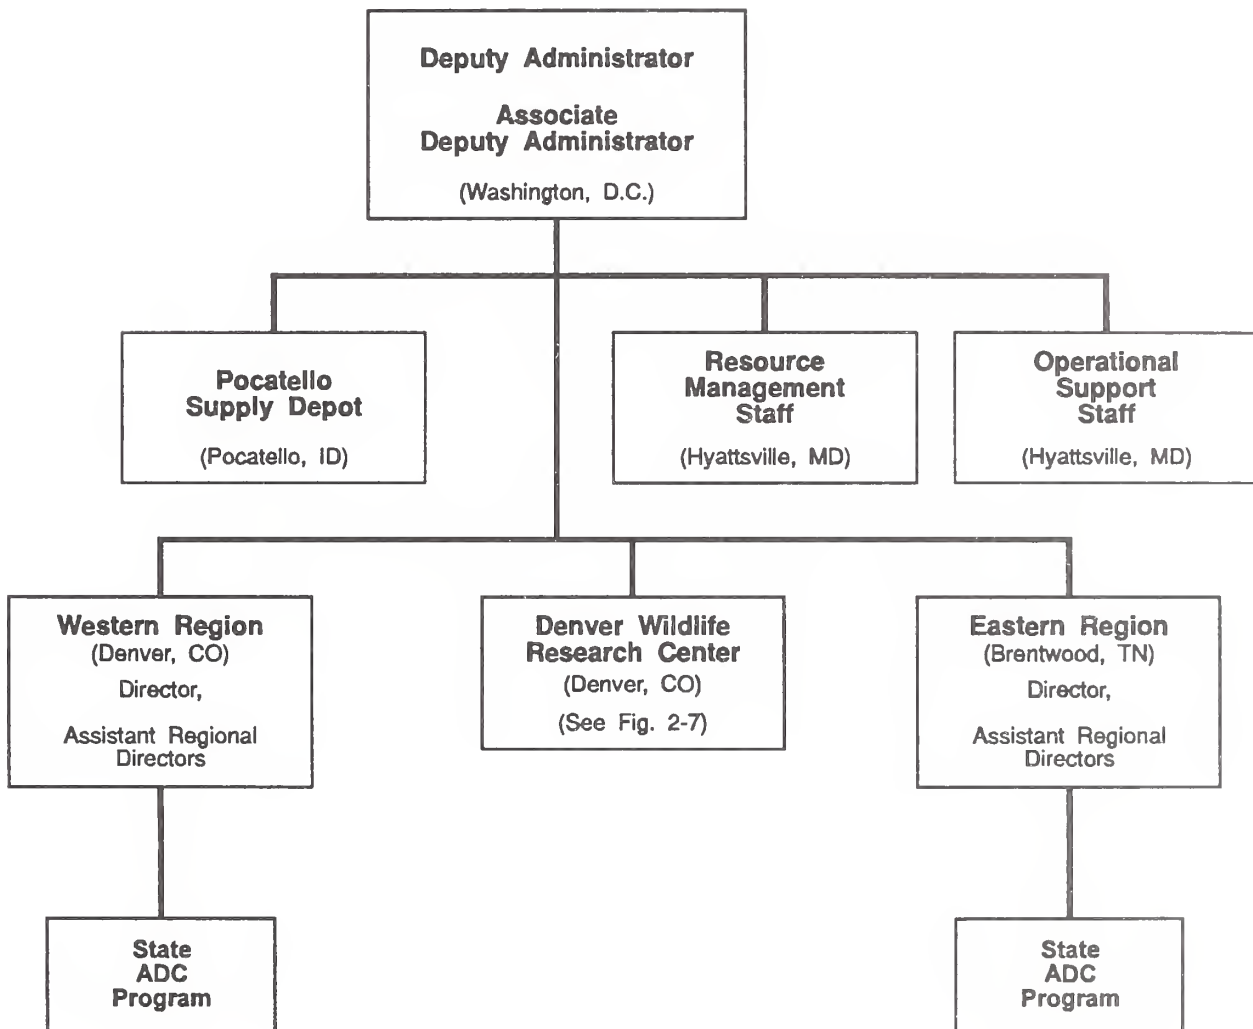 Deputy Administrator
Associate
Deputy Administrator
(Washington, D.C.)
Pocatello
Supply Depot
(Pocatello, ID)
Resource
Management
Staff
(Hyattsville, MD)
Operational
Support
Staff
(Hyattsville, MD)
Western Region
(Denver, CO)
Director,
Assistant Regional
Directors
Denver Wildlife
Research Center
(Denver, CO)
(See Fig. 2-7)
Eastern Region
(Brentwood, TN)
Director,
Assistant Regional
Directors
State
ADC
Program
State
ADC
Program